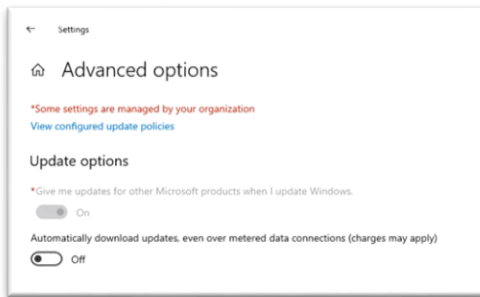 Settings
Advanced options
*Some settings are managed by your organization
View configured update policies
Update options
*Give me updates for other Microsoft products when I update Windows.
On
Automatically download updates, even over metered data connections (charges may apply)
Off